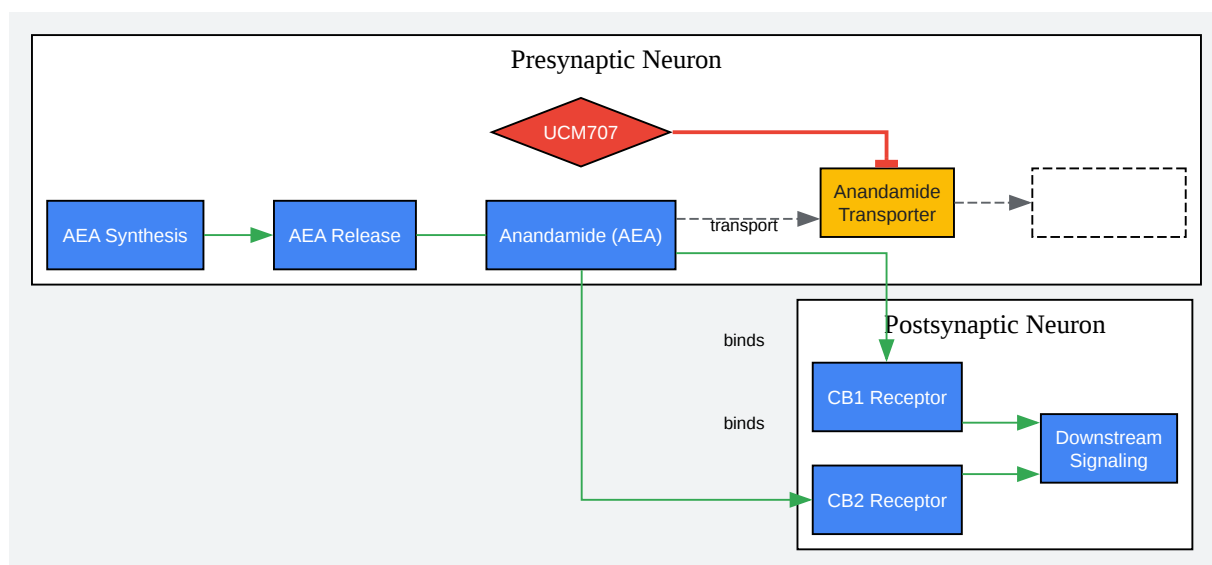 Presynaptic Neuron
UCM707
Anandamide
Transporter
AEA Synthesis
AEA Release
Anandamide (AEA)
transport
Postsynaptic Neuron
binds
CB1 Receptor
binds
Downstream
Signaling
CB2 Receptor